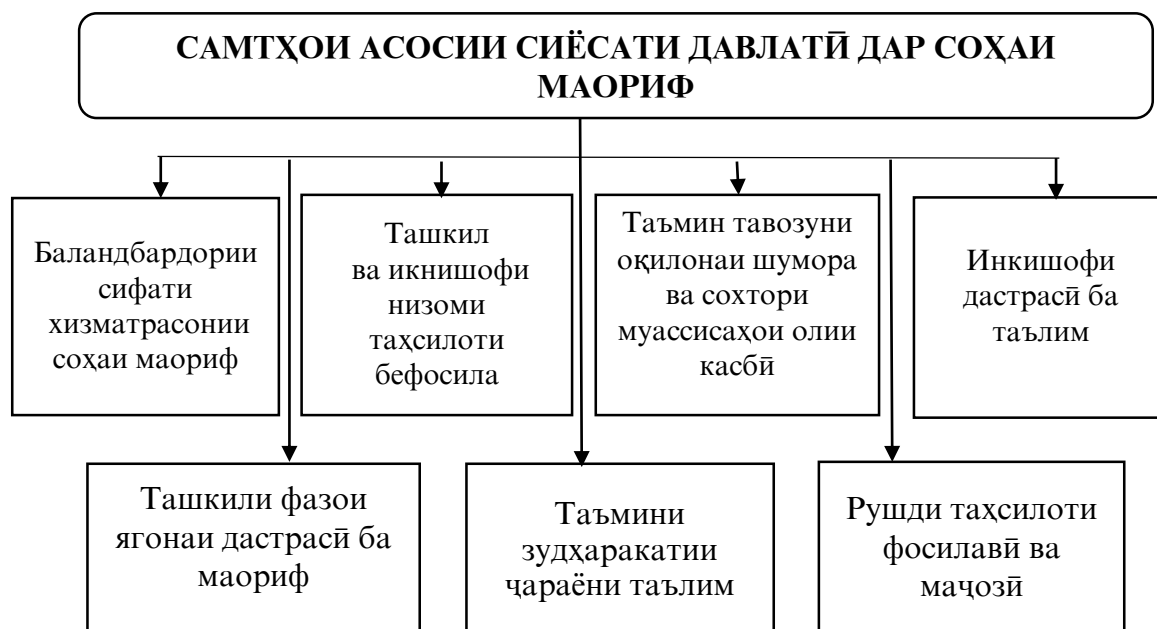 САМТҲОИ АСОСИИ СИЁСАТИ ДАВЛАТӢ ДАР СОҲАИ
МАОРИФ
Баландбардории
сифати
хизматрасонии
соҳаи маориф
Ташкил
ва икнишофи
низоми
таҳсилоти
бефосила
Таъмин тавозуни
оқилонаи шумора
ва сохтори
муассисаҳои олии
касбӣ
Инкишофи
дастрасӣ ба
таълим
Ташкили фазои
ягонаи дастрасӣ ба
маориф
Таъмини
зудҳаракатии
ҷараёни таълим
Рушди таҳсилоти
фосилавӣ ва
маҷозӣ